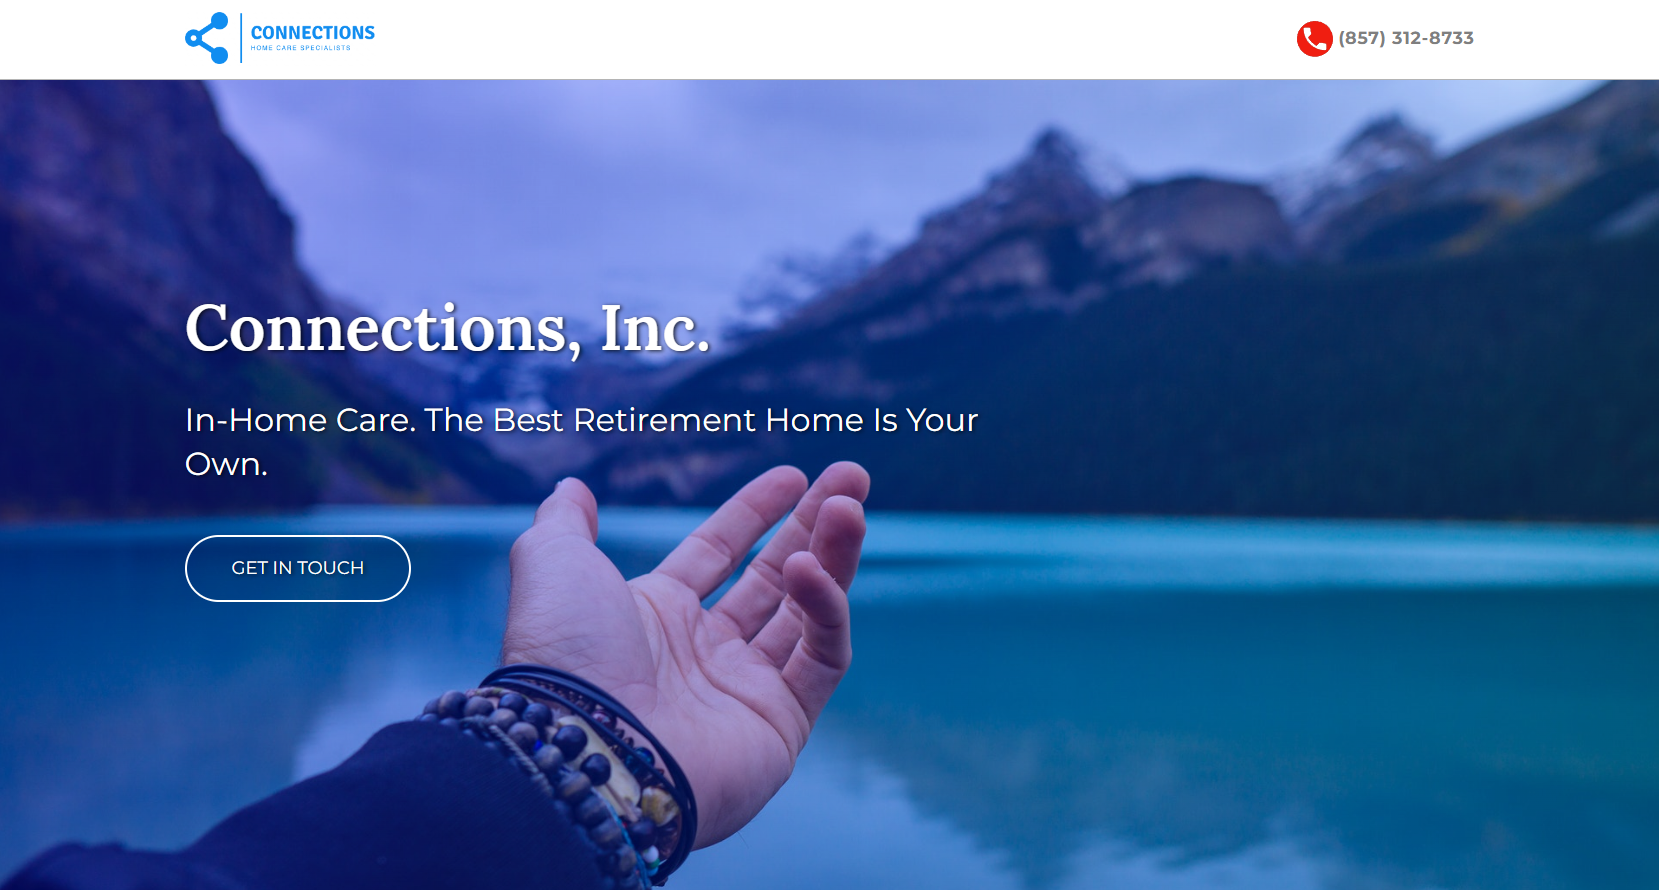 CONNECTIONS
HOME CARE SPECIALISTS
(857) 312-8733
Connections, Inc.
In-Home Care. The Best Retirement Home Is Your
Own.
GET IN TOUCH